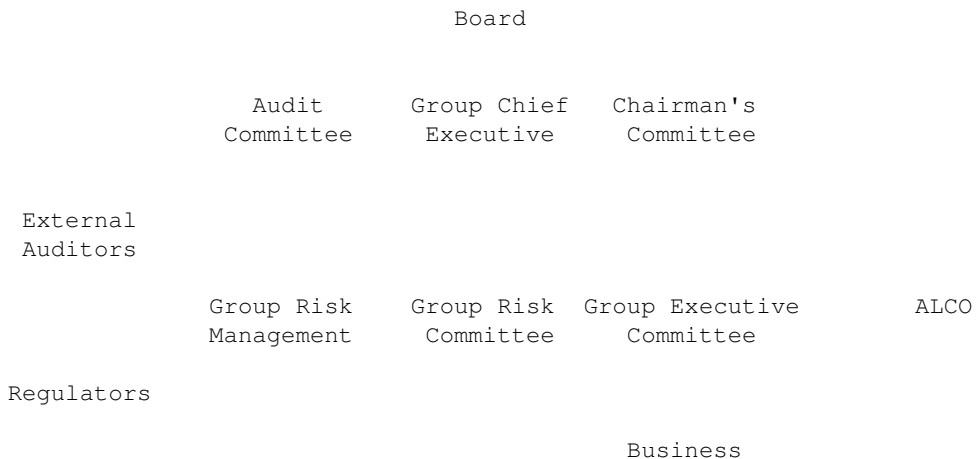 Board
Audit Group Chief Chairman's
Committee Executive Committee
External
Auditors
Group Risk Group Risk Group Executive ALCO
Management Committee Committee
Regulators
Business